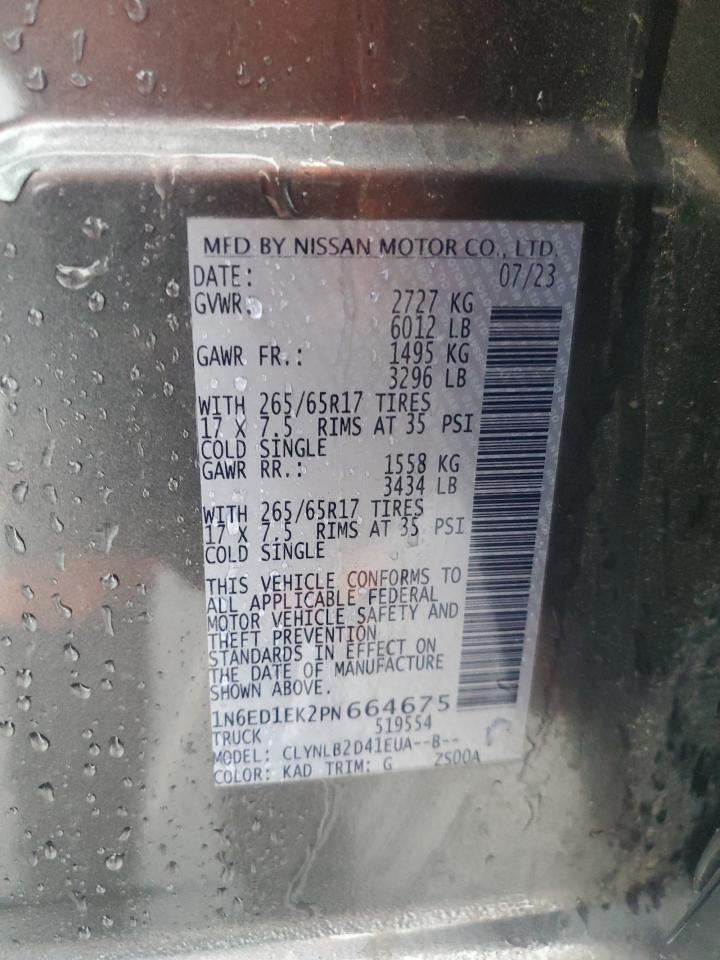 MFD BY NISSAN MOTOR CO., LTD.
DATE: 07/23
GVWR: 2727 KG
6012 LB
GAWR FR.: 1495 KG
3296 LB
WITH 265/65R17 TIRES
17 X 7.5 RIMS AT 35 PSI
COLD SINGLE
GAWR RR.: 1558 KG
3434 LB
WITH 265/65R17 TIRES
17 X 7.5 RIMS AT 35 PSI
COLD SINGLE
THIS VEHICLE CONFORMS TO
ALL APPLICABLE FEDERAL
MOTOR VEHICLE SAFETY AND
THEFT PREVENTION
STANDARDS IN EFFECT ON
THE DATE OF MANUFACTURE
SHOWN ABOVE.
1N6ED1EK2PN664675
TRUCK 519554
MODEL: CLYNLB2D41EUA--B--
COLOR: KAD TRIM: G ZS00A